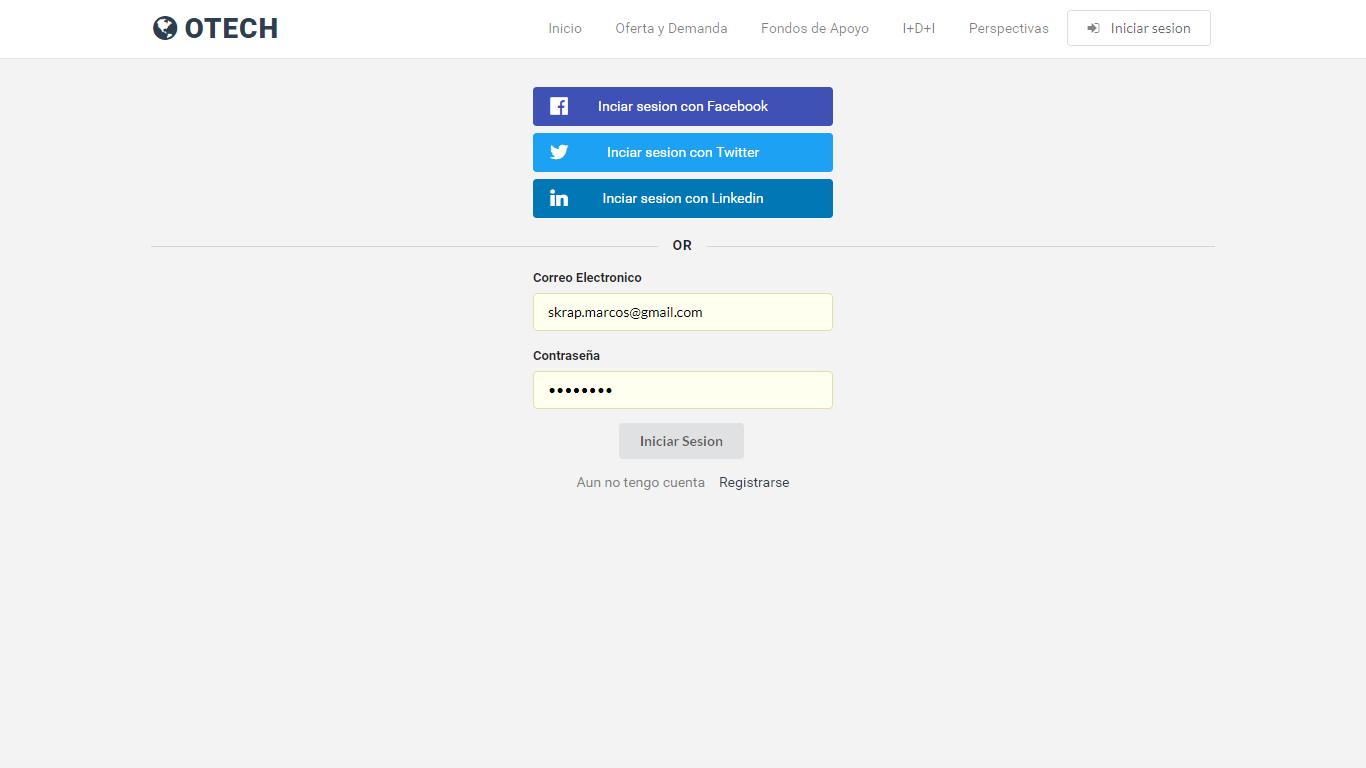 OTECH
Inicio
Oferta y Demanda
Fondos de Apoyo
I+D+I
Perspectivas
Iniciar sesion
Inciar sesion con Facebook
Inciar sesion con Twitter
Inciar sesion con Linkedin
OR
Correo Electronico
skrap.marcos@gmail.com
Contraseña
••••••••
Iniciar Sesion
Aun no tengo cuenta Registrarse